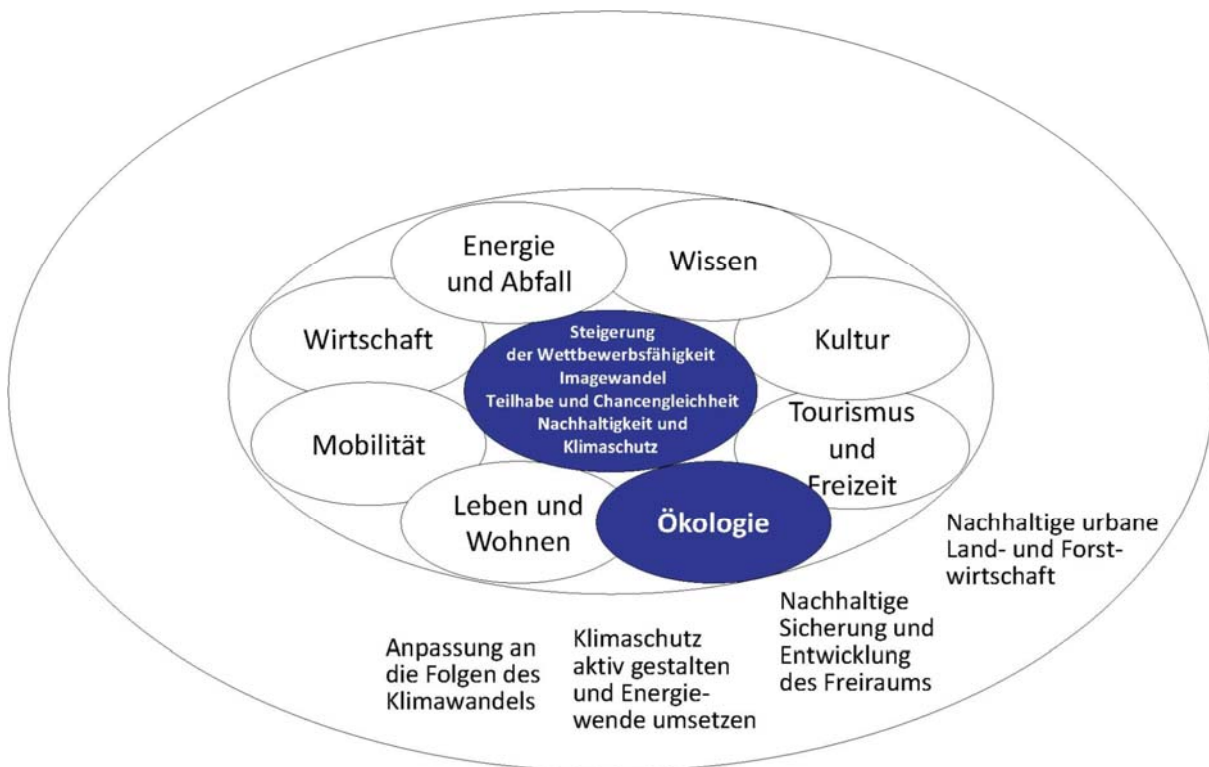 Energie
und Abfall
Wissen
Wirtschaft
Kultur
Steigerung
der Wettbewerbsfähigkeit
Imagewandel
Teilhabe und Chancengleichheit
Nachhaltigkeit und
Klimaschutz
Mobilität
Tourismus
und
Freizeit
Leben und
Wohnen
Ökologie
Nachhaltige urbane
Land- und Forst-
wirtschaft
Nachhaltige
Sicherung und
Entwicklung
des Freiraums
Klimaschutz
aktiv gestalten
und Energie-
wende umsetzen
Anpassung an
die Folgen des
Klimawandels